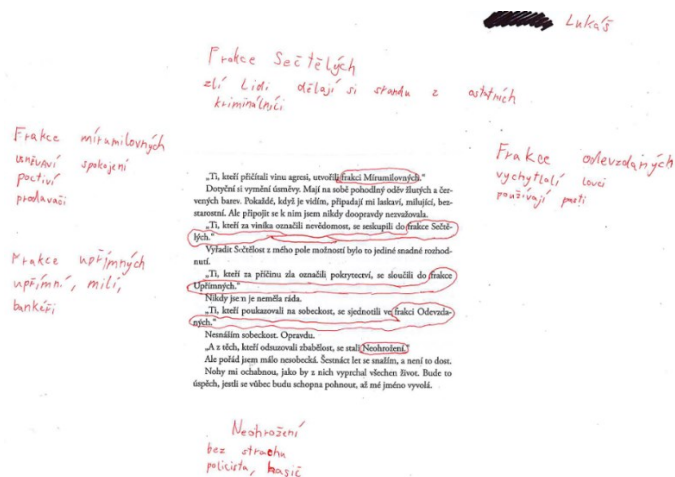 Lukáš
Frakce Sečtělých
zlí Lidi dělají si srandu z ostatních
kriminálníci
Frakce mírumilovných
usměvaví spokojení
poctiví
prodavači
Frakce upřímných
upřímní, milí,
bankéři
Frakce odevzdaných
vychytralí lovci
používají pasti
„Ti, kteří přičítali vinu agresi, utvořili frakci Mírumilovných.“
Dotyční si vymění úsměvy. Mají na sobě pohodlný oděv žlutých a čer-
vených barev. Pokaždé, když je vidím, připadají mi laskaví, milující, bez-
starostní. Ale připojit se k nim jsem nikdy doopravdy nezvažovala.
„Ti, kteří za viníka označili nevědomost, se seskupili do frakce Sečtě-
lých.“
Vyřadit Sečtělost z mého pole možností bylo to jediné snadné rozhod-
nutí.
„Ti, kteří za příčinu zla označili pokrytectví, se sloučili do frakce
Upřímných.“
Nikdy jsem je neměla ráda.
„Ti, kteří poukazovali na sobeckost, se sjednotili ve frakci Odevzda-
ných.“
Nesnáším sobeckost. Opravdu.
„A z těch, kteří odsuzovali zbabělost, se stali Neohrožení.“
Ale pořád jsem málo nesobecká. Šestnáct let se snažím, a není to dost.
Nohy mi ochabnou, jako by z nich vyprchal všechen život. Bude to
úspěch, jestli se vůbec budu schopna pohnout, až mé jméno vyvolá.
Neohrožení
bez strachu
policista, hasič